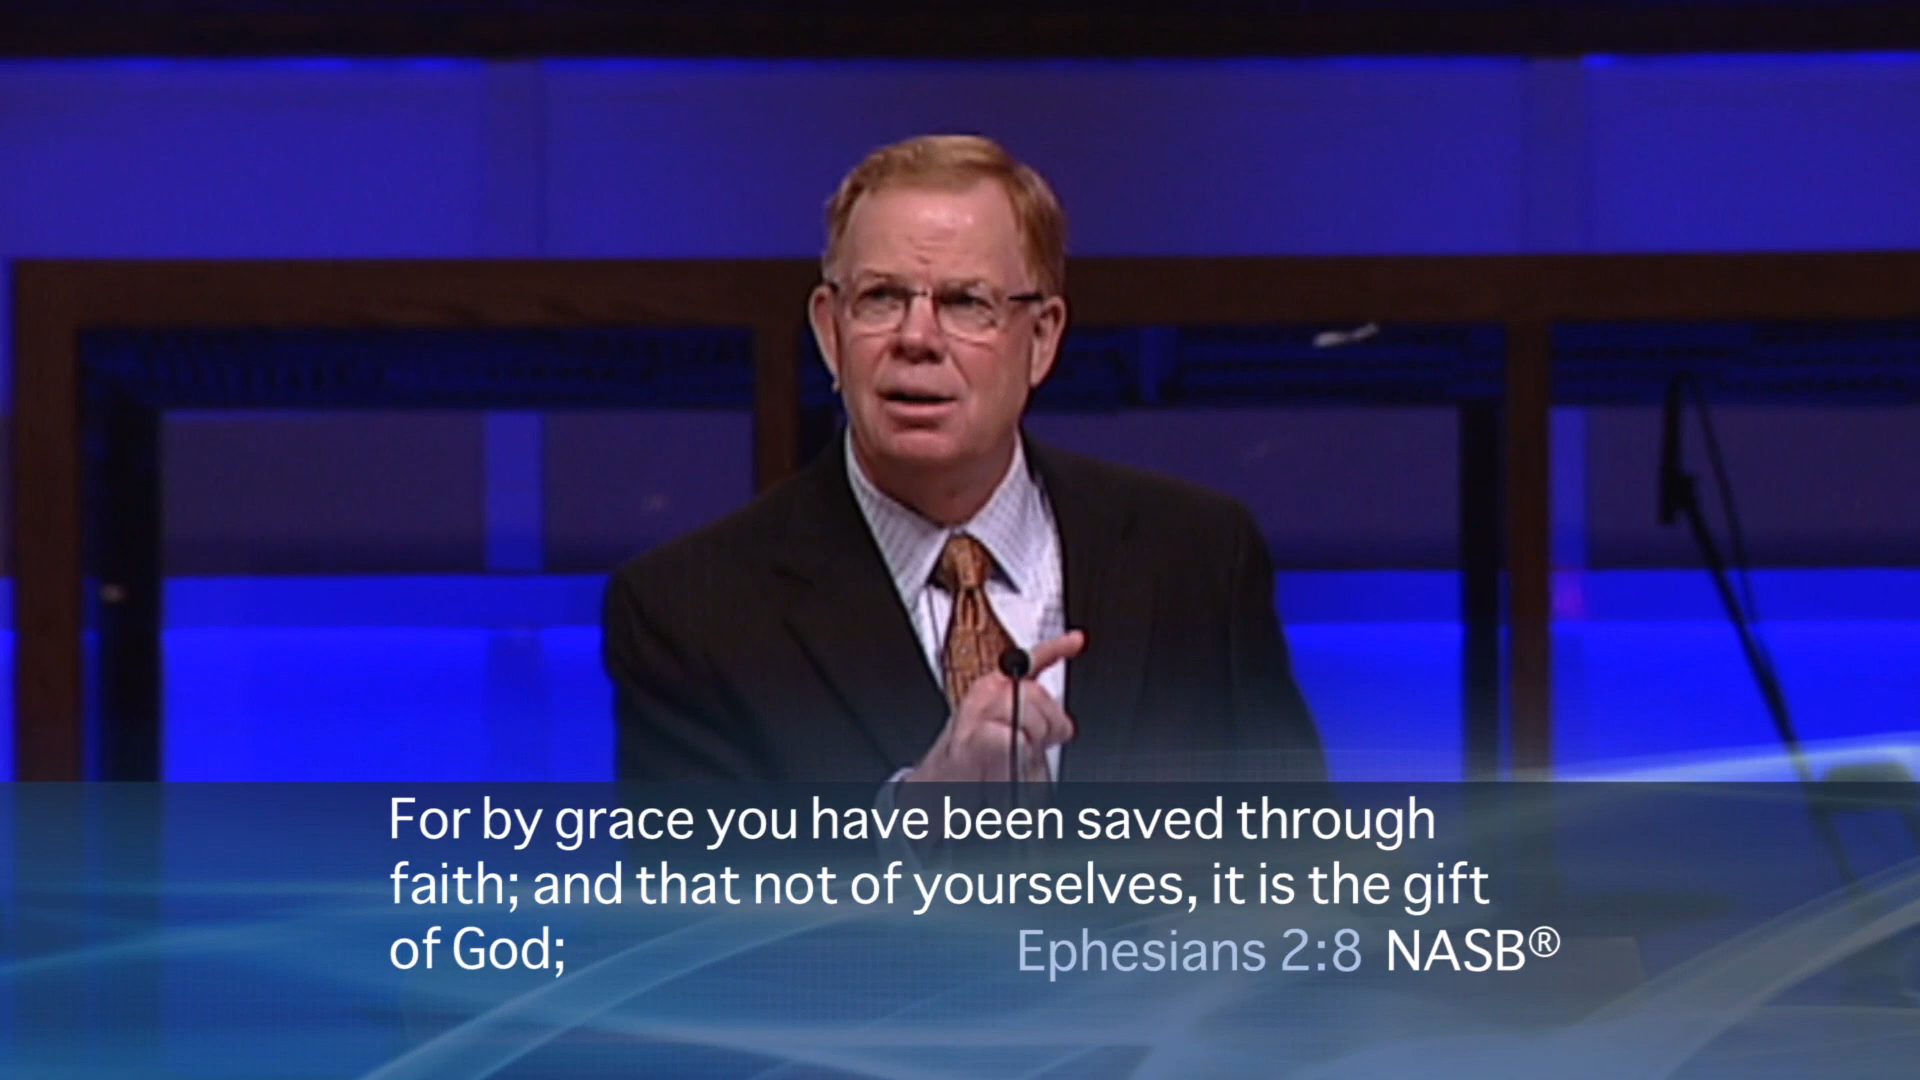 For by grace you have been saved through
faith; and that not of yourselves, it is the gift
of God;
Ephesians 2:8 NASB®